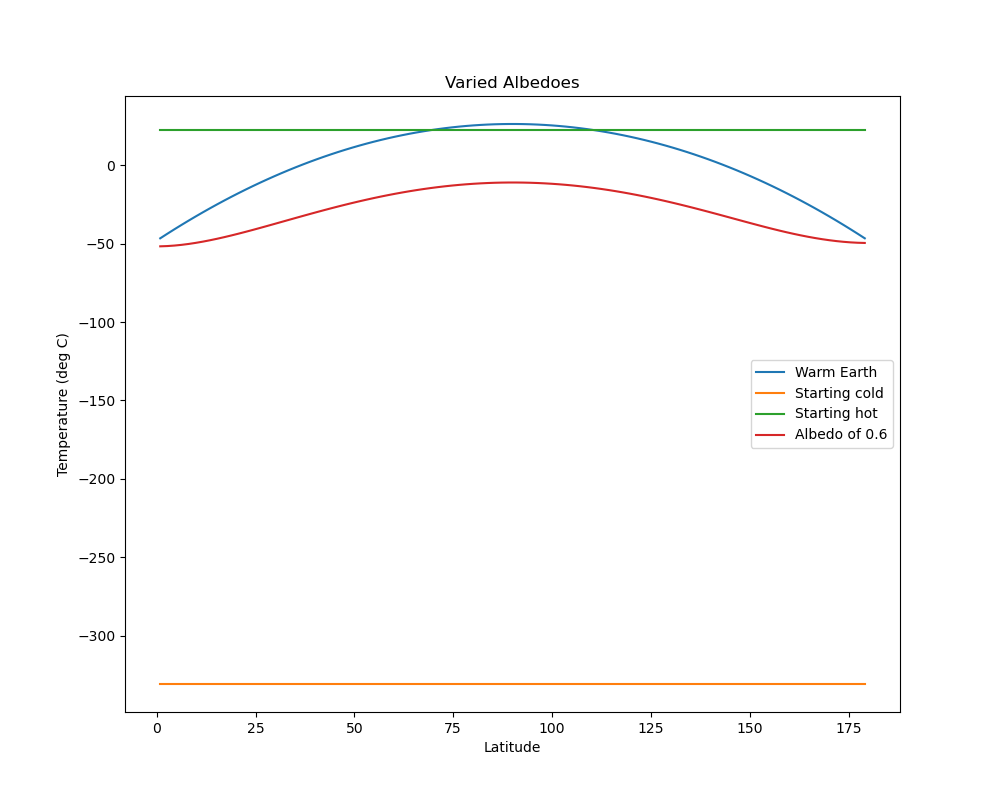 Varied Albedoes
Temperature (deg C)
0
−50
−100
−150
−200
−250
−300
Warm Earth
Starting cold
Starting hot
Albedo of 0.6
0 25 50 75 100 125 150 175
Latitude